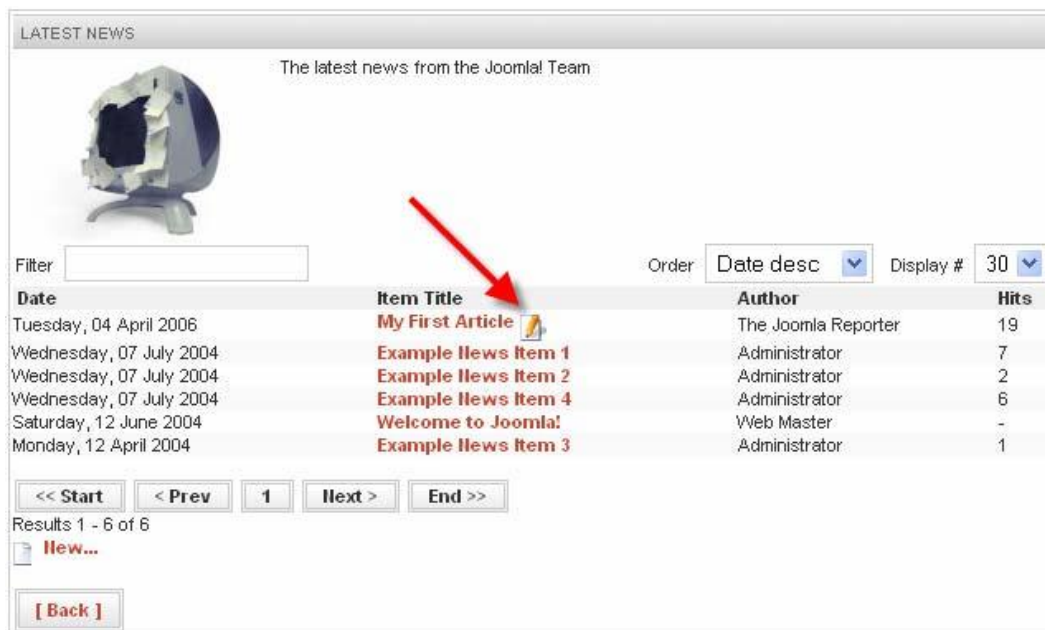 LATEST NEWS
The latest news from the Joomla! Team
Filter Order Date desc Display # 30
Date Item Title Author Hits
Tuesday, 04 April 2006 My First Article The Joomla Reporter 19
Wednesday, 07 July 2004 Example News Item 1 Administrator 7
Wednesday, 07 July 2004 Example News Item 2 Administrator 2
Wednesday, 07 July 2004 Example News Item 4 Administrator 6
Saturday, 12 June 2004 Welcome to Joomla! Web Master -
Monday, 12 April 2004 Example News Item 3 Administrator 1
<< Start < Prev 1 Next > End >>
Results 1 - 6 of 6
New...
[ Back ]